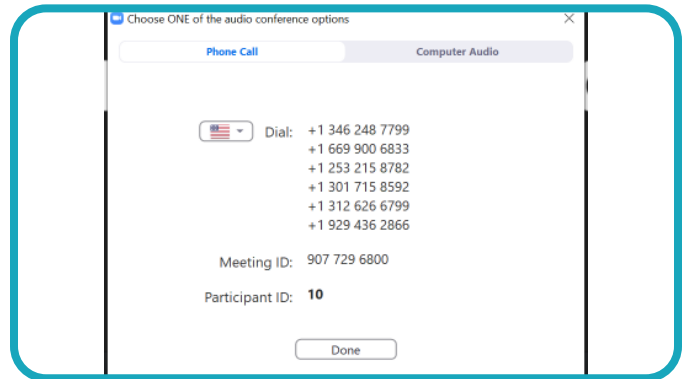 Choose ONE of the audio conference options
Phone Call Computer Audio
Dial: +1 346 248 7799
+1 669 900 6833
+1 253 215 8782
+1 301 715 8592
+1 312 626 6799
+1 929 436 2866
Meeting ID: 907 729 6800
Participant ID: 10
Done